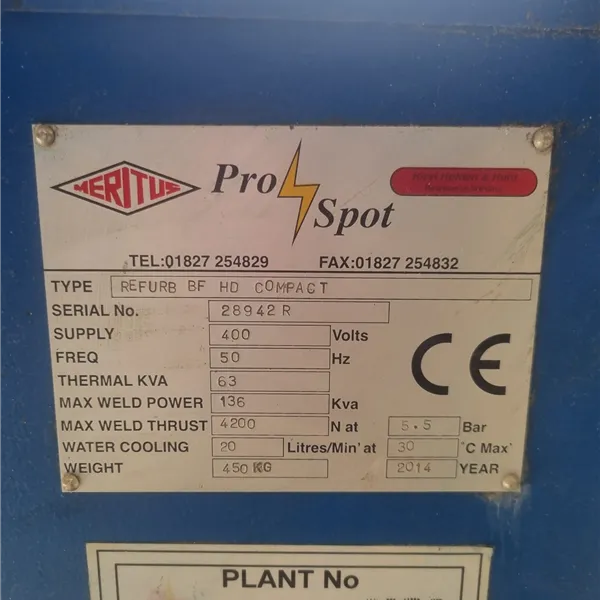 MERITUS
Pro Spot
TEL:01827 254829 FAX:01827 254832
TYPE REFURB BF HD COMPACT
SERIAL No. 28942R
SUPPLY 400 Volts
FREQ 50 Hz
THERMAL KVA 63
MAX WELD POWER 136 Kva
MAX WELD THRUST 4200 N at 5.5 Bar
WATER COOLING 20 Litres/Min' at 30 °C Max'
WEIGHT 450 KG 2014 YEAR
CE
PLANT No